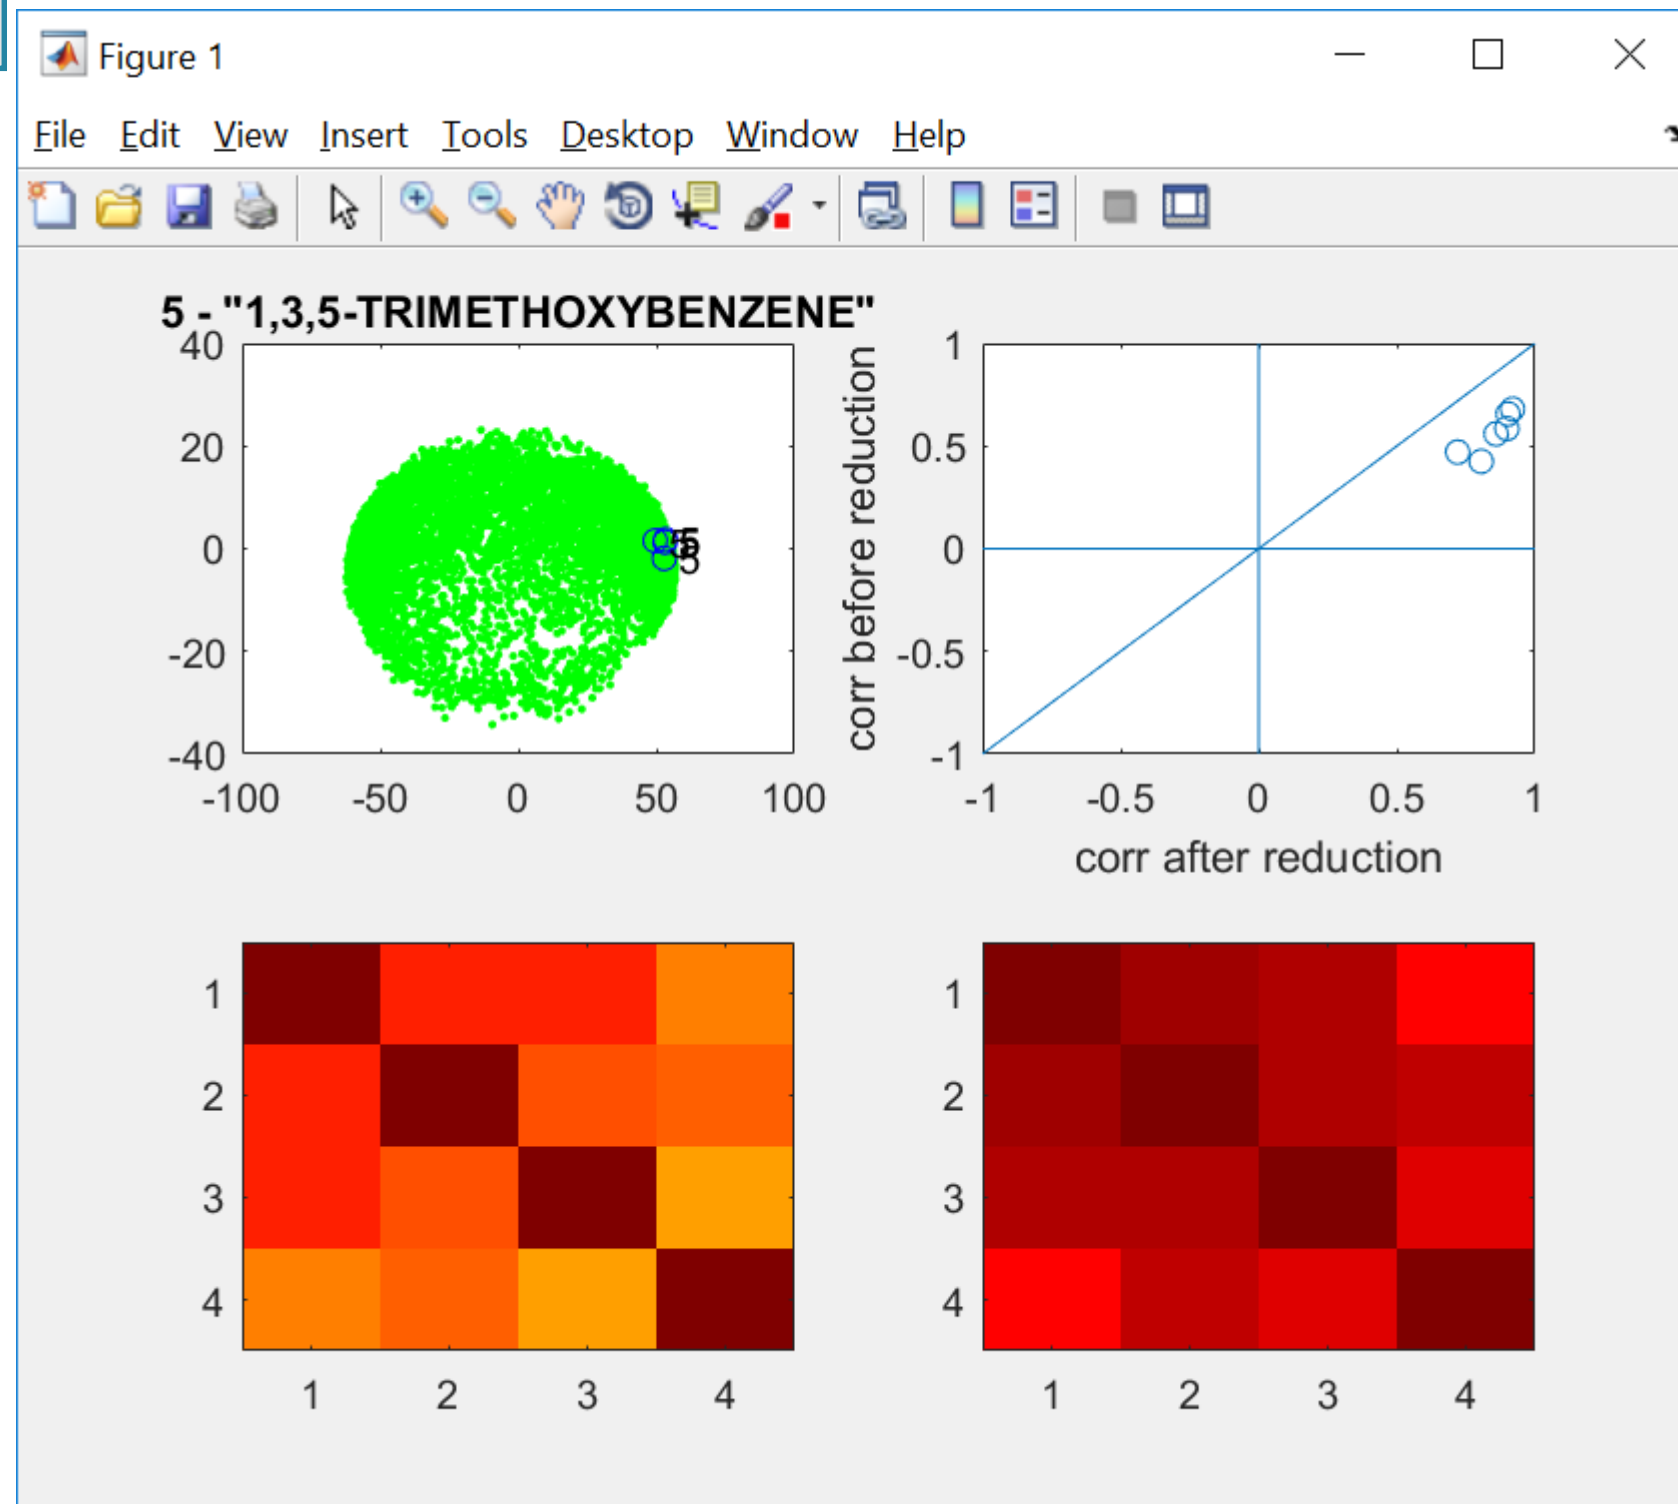 Figure 1
File Edit View Insert Tools Desktop Window Help
5 - "1,3,5-TRIMETHOXYBENZENE"
40
20
0
-20
-40
-100 -50 0 50 100
5
5
corr before reduction
1
0.5
0
-0.5
-1
-1 -0.5 0 0.5 1
corr after reduction
1
2
3
4
1 2 3 4
1
2
3
4
1 2 3 4